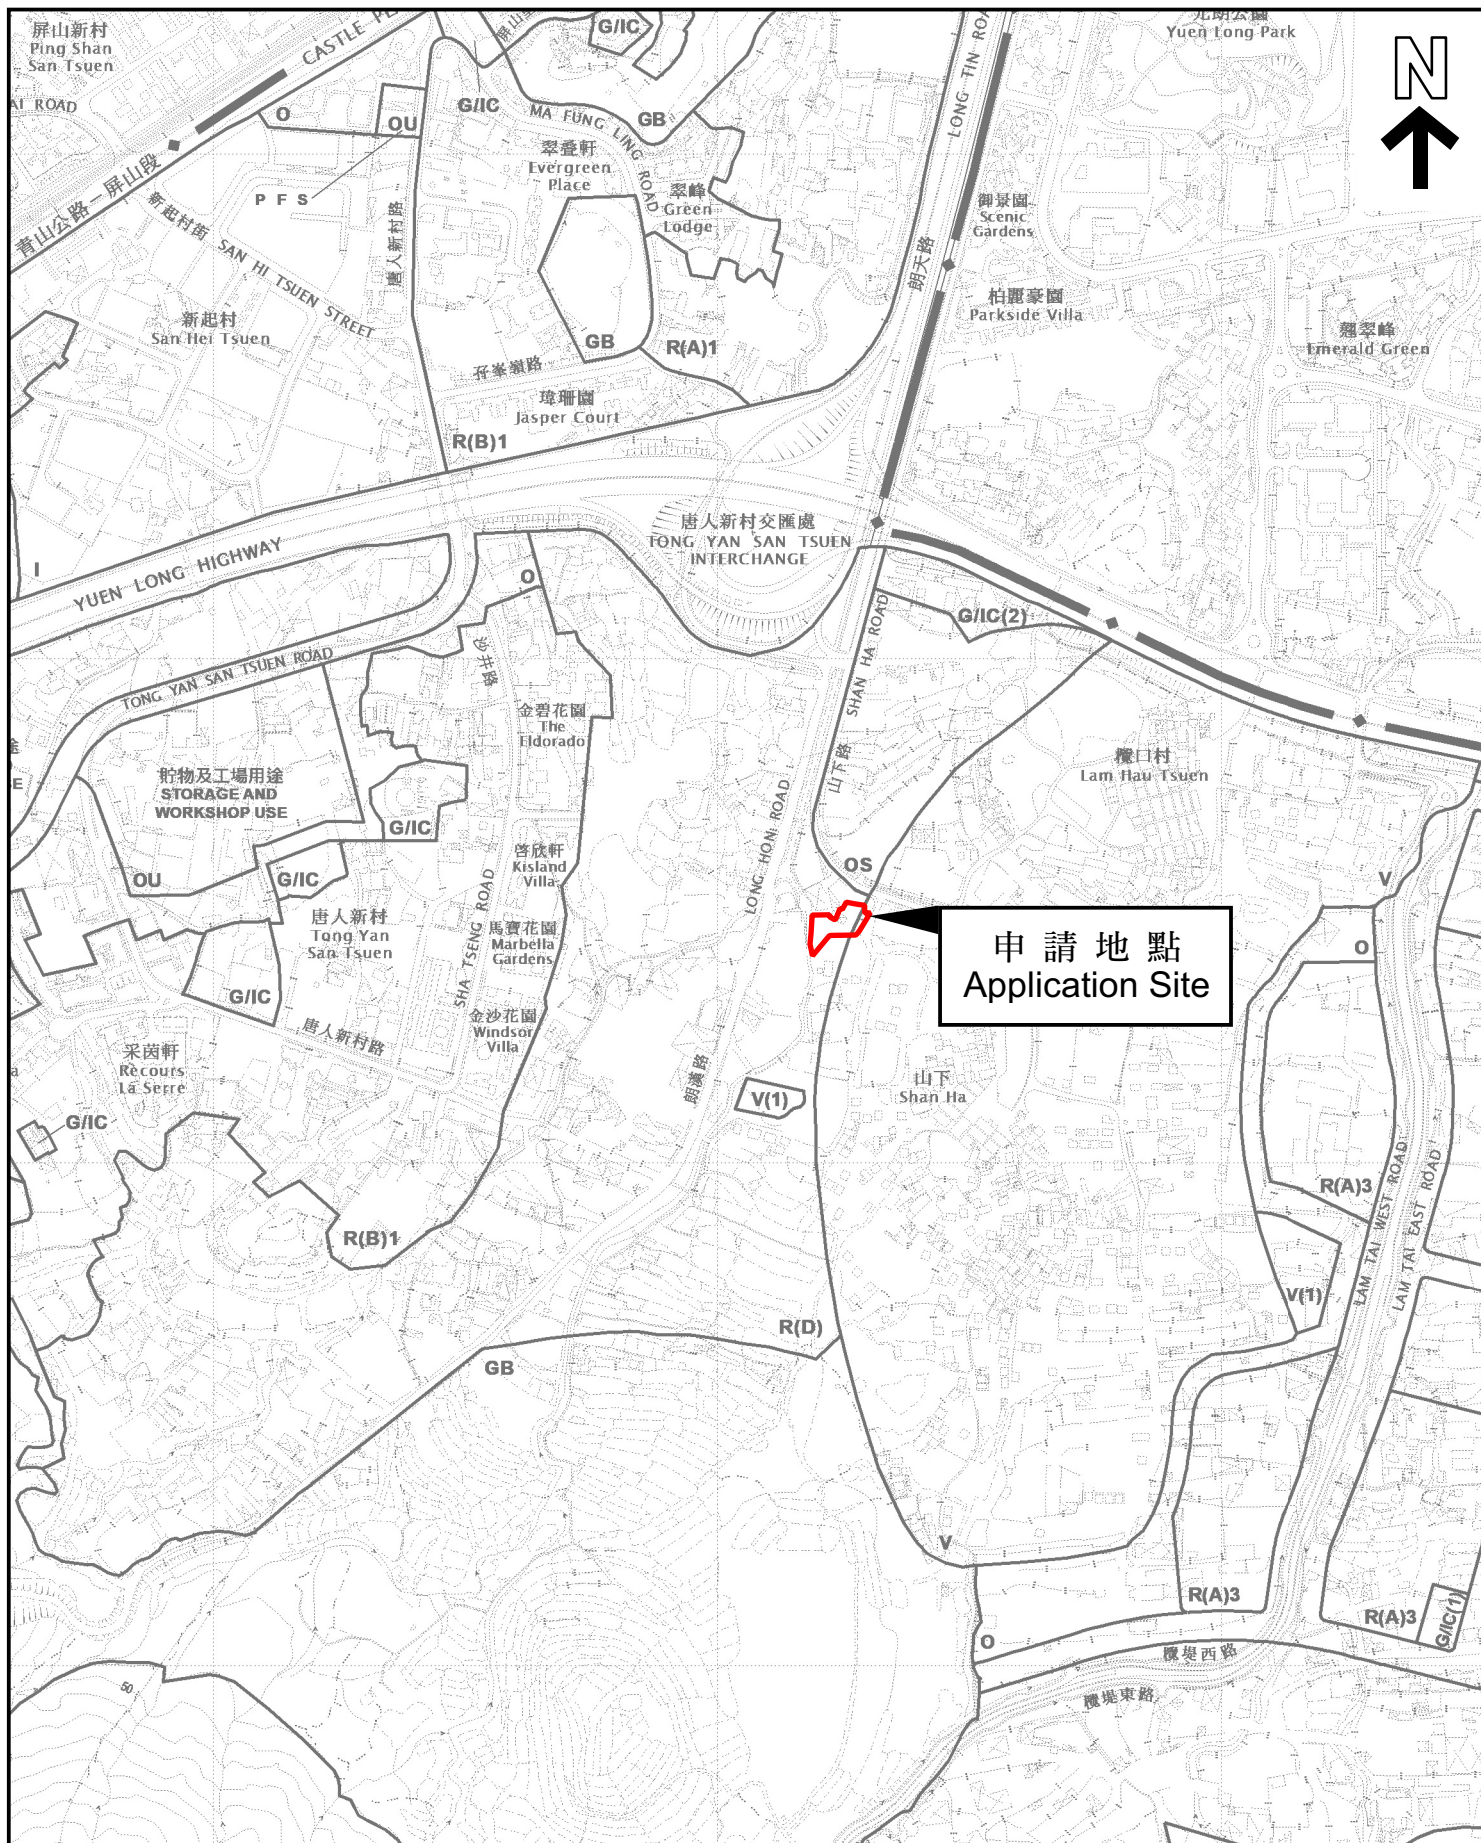 屏山新村
Ping Shan
San Tsuen
CASTLE
G/IC
LONG TIN
Yuen Long Park
N
ROAD
O
OU
G/IC
MA FUNG LING ROAD
GB
翠疊軒
Evergreen
Place
翠峰
Green
Lodge
御景園
Scenic
Gardens
青山公路－屏山段
P F S
新起村街 SAN HI TSUEN STREET
唐人新村路
朗天路
柏麗豪園
Parkside Villa
新起村
San Hei Tsuen
翹翠峰
Emerald Green
GB
R(A)1
孖峯嶺路
瑋珊園
Jasper Court
R(B)1
唐人新村交匯處
TONG YAN SAN TSUEN
INTERCHANGE
I
YUEN LONG HIGHWAY
O
G/IC(2)
SHAN HA ROAD
沙井路
TONG YAN SAN TSUEN ROAD
金碧花園
The
Eldorado
山下路
欖口村
Lam Hau Tsuen
貯物及工場用途
STORAGE AND
WORKSHOP USE
G/IC
LONG HON ROAD
啓欣軒
Kisland
Villa
OS
OU
G/IC
V
唐人新村
Tong Yan
San Tsuen
SHA TSENG ROAD
馬寶花園
Marbella
Gardens
申請地點
Application Site
O
G/IC
金沙花園
Windsor
Villa
唐人新村路
采茵軒
Recours
La Serre
朗漢路
山下
Shan Ha
V(1)
G/IC
R(A)3
LAM TAI WEST ROAD
LAM TAI EAST ROAD
R(B)1
V(1)
R(D)
GB
V
R(A)3
R(A)3
G/IC(1)
O
欖堤西路
50
欖堤東路